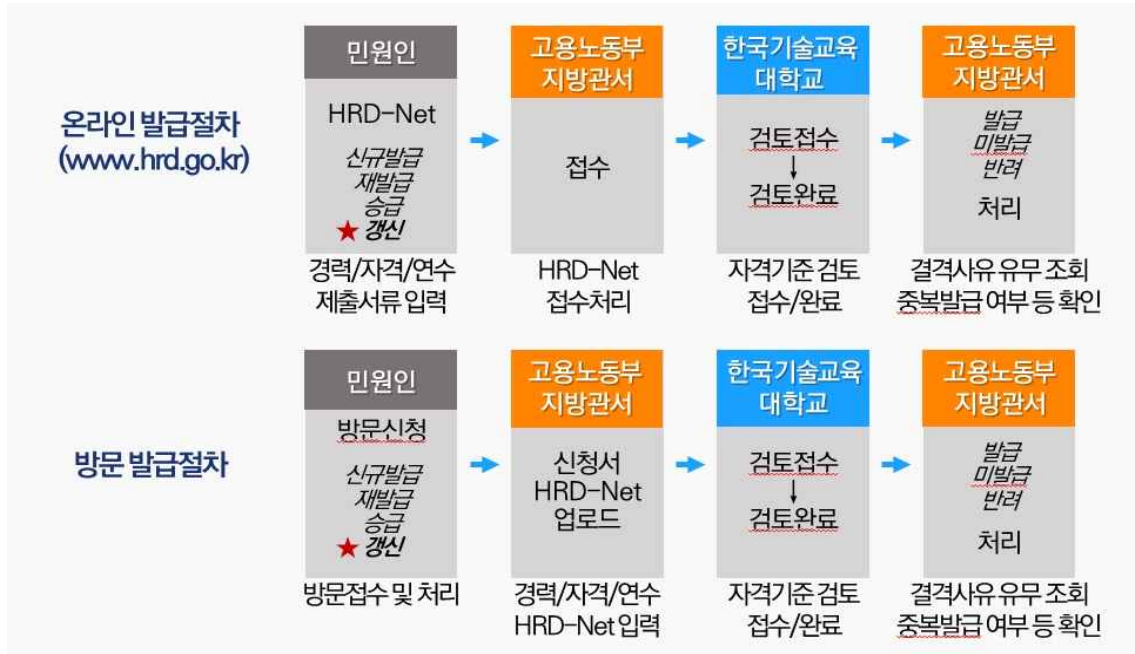 온라인 발급절차
(www.hrd.go.kr)
민원인
HRD-Net
신규발급
재발급
승급
★ 갱신
경력/자격/연수
제출서류 입력
고용노동부
지방관서
접수
HRD-Net
접수처리
한국기술교육
대학교
검토접수
↓
검토완료
자격기준 검토
접수/완료
고용노동부
지방관서
발급
미발급
반려
처리
결격사유 유무 조회
중복발급 여부 등 확인
방문 발급절차
민원인
방문신청
신규발급
재발급
승급
★ 갱신
방문접수 및 처리
고용노동부
지방관서
신청서
HRD-Net
업로드
경력/자격/연수
HRD-Net 입력
한국기술교육
대학교
검토접수
↓
검토완료
자격기준 검토
접수/완료
고용노동부
지방관서
발급
미발급
반려
처리
결격사유 유무 조회
중복발급 여부 등 확인